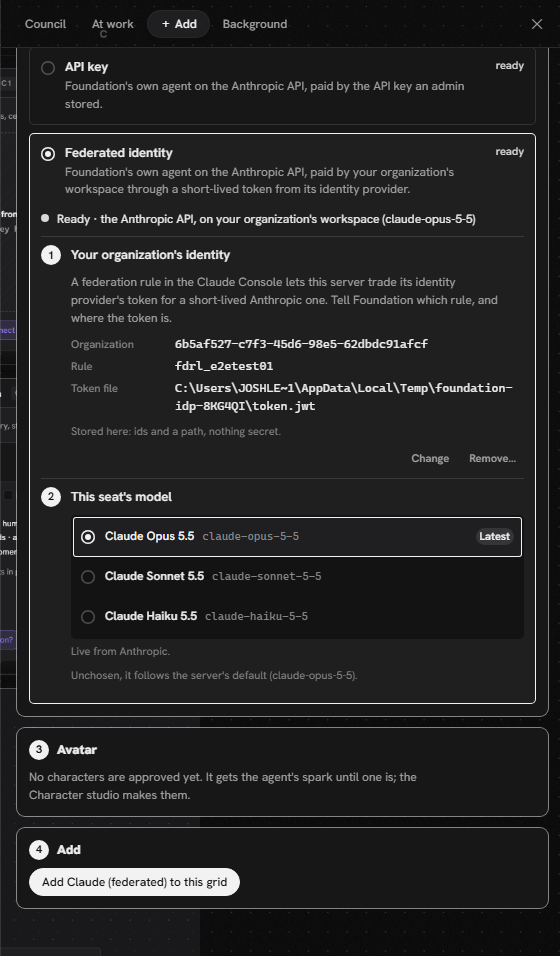 Council At work + Add Background
C
API key ready
Foundation's own agent on the Anthropic API, paid by the API key an admin
stored.
Federated identity ready
Foundation's own agent on the Anthropic API, paid by your organization's
workspace through a short-lived token from its identity provider.
Ready · the Anthropic API, on your organization's workspace (claude-opus-5-5)
1 Your organization's identity
A federation rule in the Claude Console lets this server trade its identity
provider's token for a short-lived Anthropic one. Tell Foundation which rule, and
where the token is.
Organization 6b5af527-c7f3-45d6-98e5-62dbdc91afcf
Rule fdrl_e2etest01
Token file C:\Users\JOSHLE~1\AppData\Local\Temp\foundation-
idp-8KG4QI\token.jwt
Stored here: ids and a path, nothing secret.
Change Remove...
2 This seat's model
Claude Opus 5.5 claude-opus-5-5 Latest
Claude Sonnet 5.5 claude-sonnet-5-5
Claude Haiku 5.5 claude-haiku-5-5
Live from Anthropic.
Unchosen, it follows the server's default (claude-opus-5-5).
3 Avatar
No characters are approved yet. It gets the agent's spark until one is; the
Character studio makes them.
4 Add
Add Claude (federated) to this grid